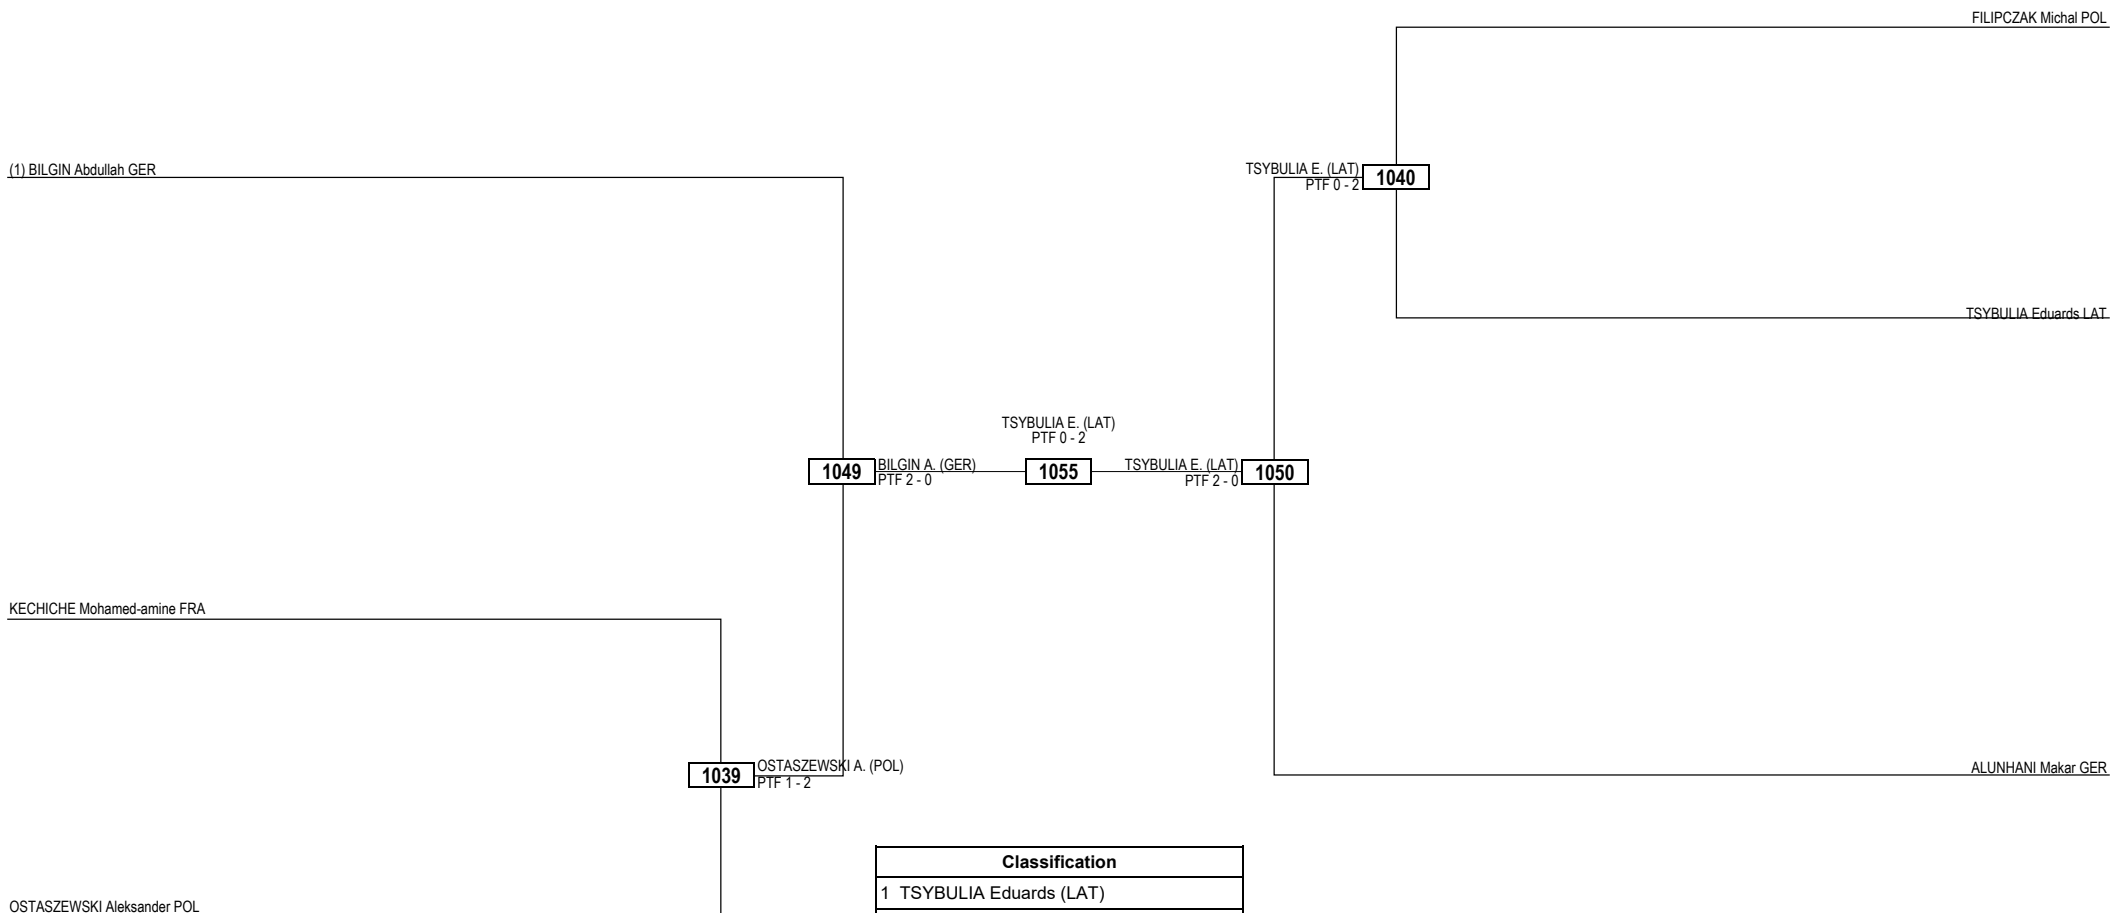 FILIPCZAK Michal POL
(1) BILGIN Abdullah GER
TSYBULIA E. (LAT)
PTF 0 - 2
1040
TSYBULIA Eduards LAT
TSYBULIA E. (LAT)
PTF 0 - 2
1049
BILGIN A. (GER)
PTF 2 - 0
1055
TSYBULIA E. (LAT)
PTF 2 - 0
1050
KECHICHE Mohamed-amine FRA
1039
OSTASZEWSKI A. (POL)
PTF 1 - 2
ALUNHANI Makar GER
Classification
1 TSYBULIA Eduards (LAT)
OSTASZEWSKI Aleksander POL